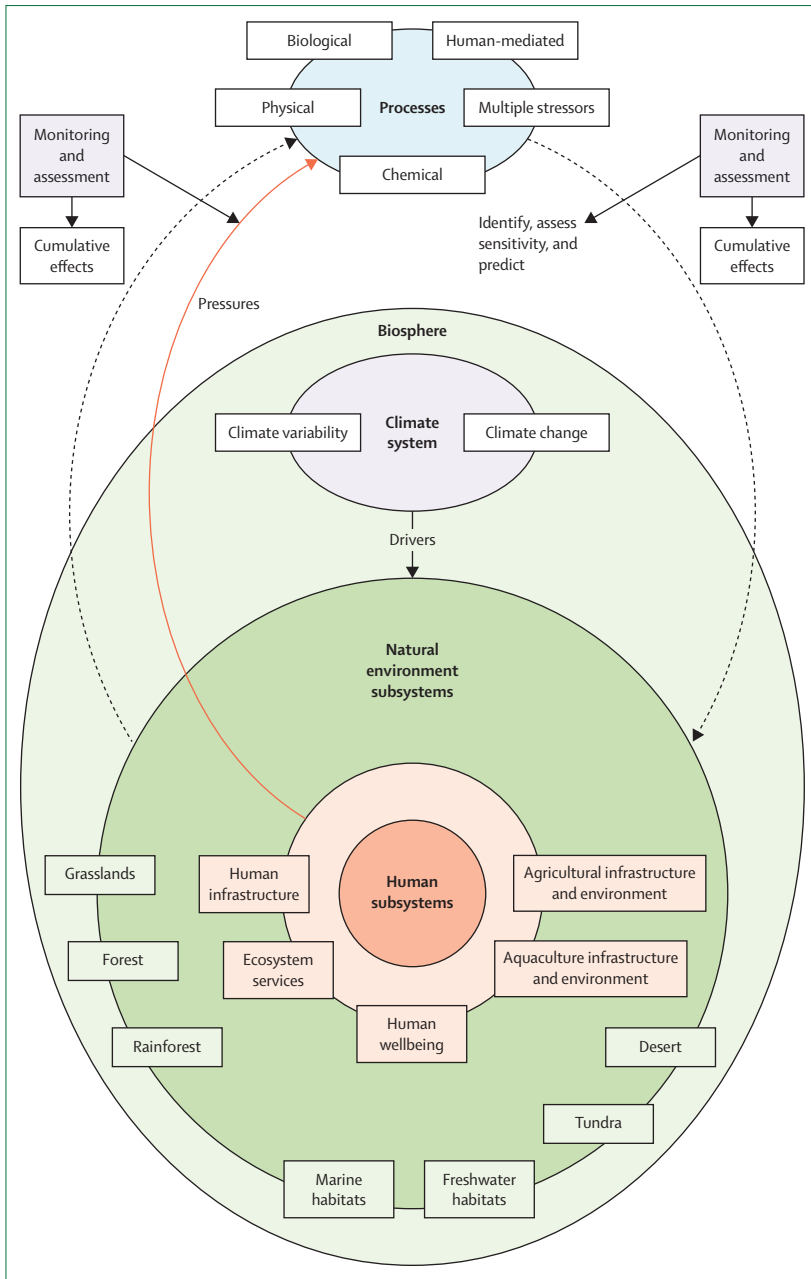 Biological
Human-mediated
Physical
Processes
Multiple stressors
Chemical
Monitoring
and
assessment
Cumulative
effects
Monitoring
and
assessment
Cumulative
effects
Identify, assess
sensitivity, and
predict
Pressures
Biosphere
Climate variability
Climate
system
Climate change
Drivers
Natural
environment
subsystems
Human
subsystems
Human
infrastructure
Agricultural infrastructure
and environment
Ecosystem
services
Aquaculture infrastructure
and environment
Human
wellbeing
Grasslands
Forest
Rainforest
Desert
Tundra
Marine
habitats
Freshwater
habitats